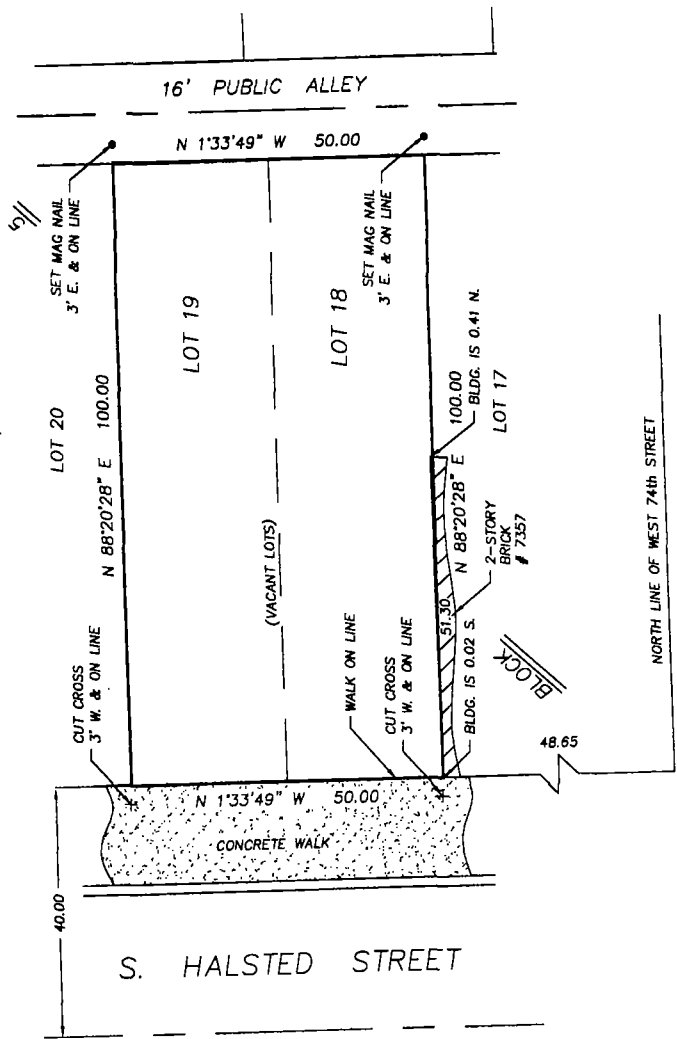 16' PUBLIC ALLEY
N 1°33'49" W 50.00
SET MAG NAIL
3' E. & ON LINE
SET MAG NAIL
3' E. & ON LINE
LOT 20
N 88°20'28" E 100.00
LOT 19
LOT 18
(VACANT LOTS)
100.00
BLDG. IS 0.41 N.
LOT 17
N 88°20'28" E
2-STORY
BRICK
# 7357
51.30
BLDG. IS 0.02 S.
BLOCK
NORTH LINE OF WEST 74th STREET
48.65
CUT CROSS
3' W. & ON LINE
WALK ON LINE
CUT CROSS
3' W. & ON LINE
N 1°33'49" W 50.00
CONCRETE WALK
40.00
S. HALSTED STREET